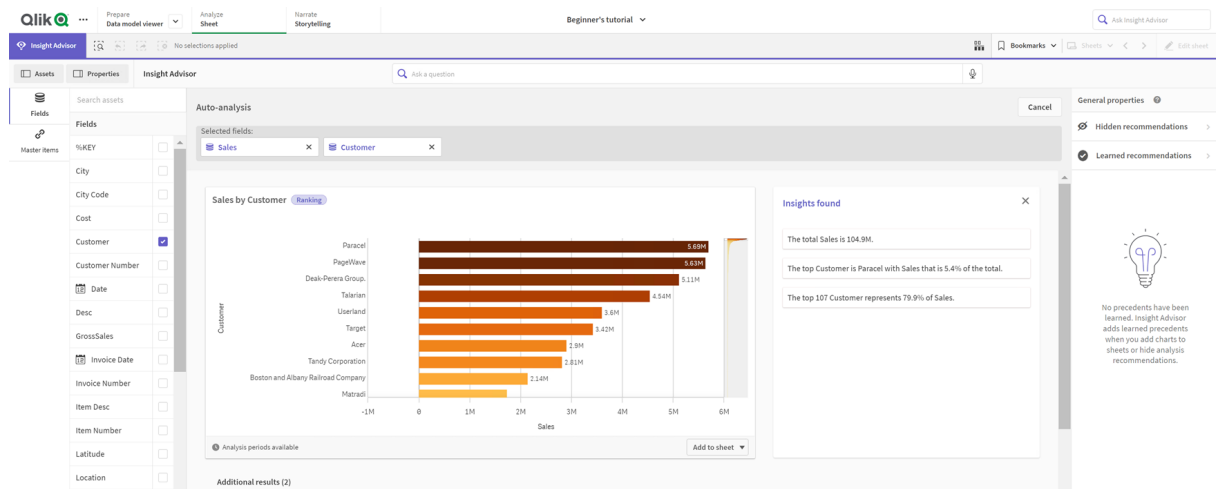 Qlik
Prepare
Data model viewer
Analyze
Sheet
Narrate
Storytelling
Beginner's tutorial
Ask Insight Advisor
Insight Advisor
No selections applied
Bookmarks
Sheets
Edit sheet
Assets
Properties
Insight Advisor
Ask a question
Fields
Master items
Search assets
Fields
%KEY
City
City Code
Cost
Customer
Customer Number
Date
Desc
GrossSales
Invoice Date
Invoice Number
Item Desc
Item Number
Latitude
Location
Auto-analysis
Cancel
Selected fields:
Sales
Customer
Sales by Customer Ranking
Customer
Paracel 5.69M
PageWave 5.63M
Deak-Perera Group. 5.11M
Talarian 4.54M
Userland 3.6M
Target 3.42M
Acer 2.9M
Tandy Corporation 2.81M
Boston and Albany Railroad Company 2.14M
Matradi
-1M 0 1M 2M 3M 4M 5M 6M
Sales
Analysis periods available
Add to sheet
Additional results (2)
Insights found
The total Sales is 104.9M.
The top Customer is Paracel with Sales that is 5.4% of the total.
The top 107 Customer represents 79.9% of Sales.
General properties
Hidden recommendations
Learned recommendations
No precedents have been
learned. Insight Advisor
adds learned precedents
when you add charts to
sheets or hide analysis
recommendations.